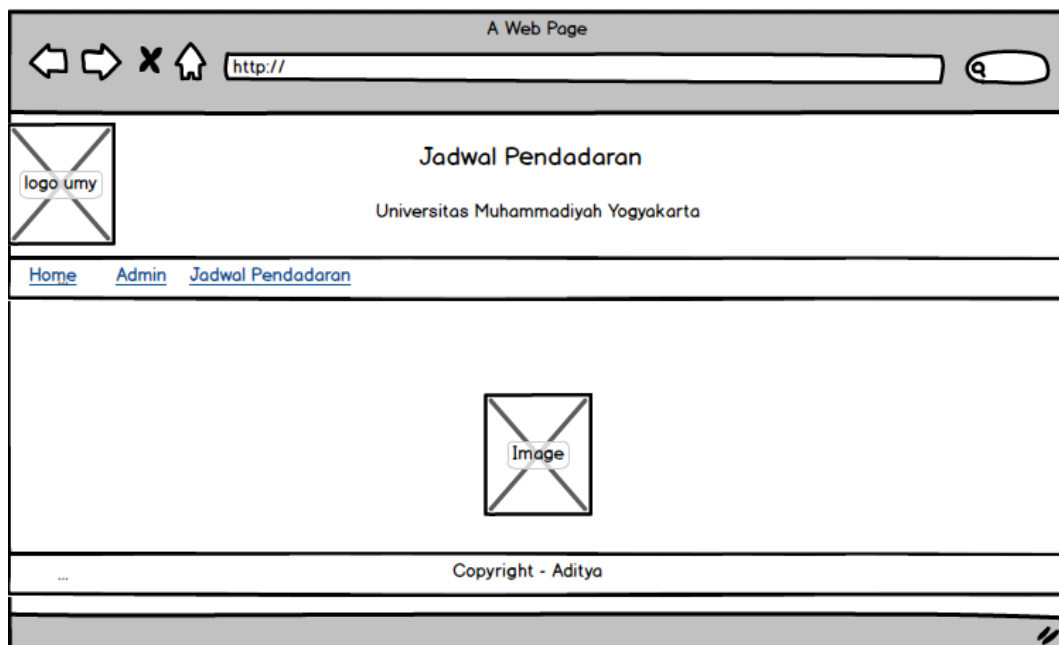 A Web Page
http://
Jadwal Pendadaran
logo umy
Universitas Muhammadiyah Yogyakarta
Home Admin Jadwal Pendadaran
Image
... Copyright - Aditya